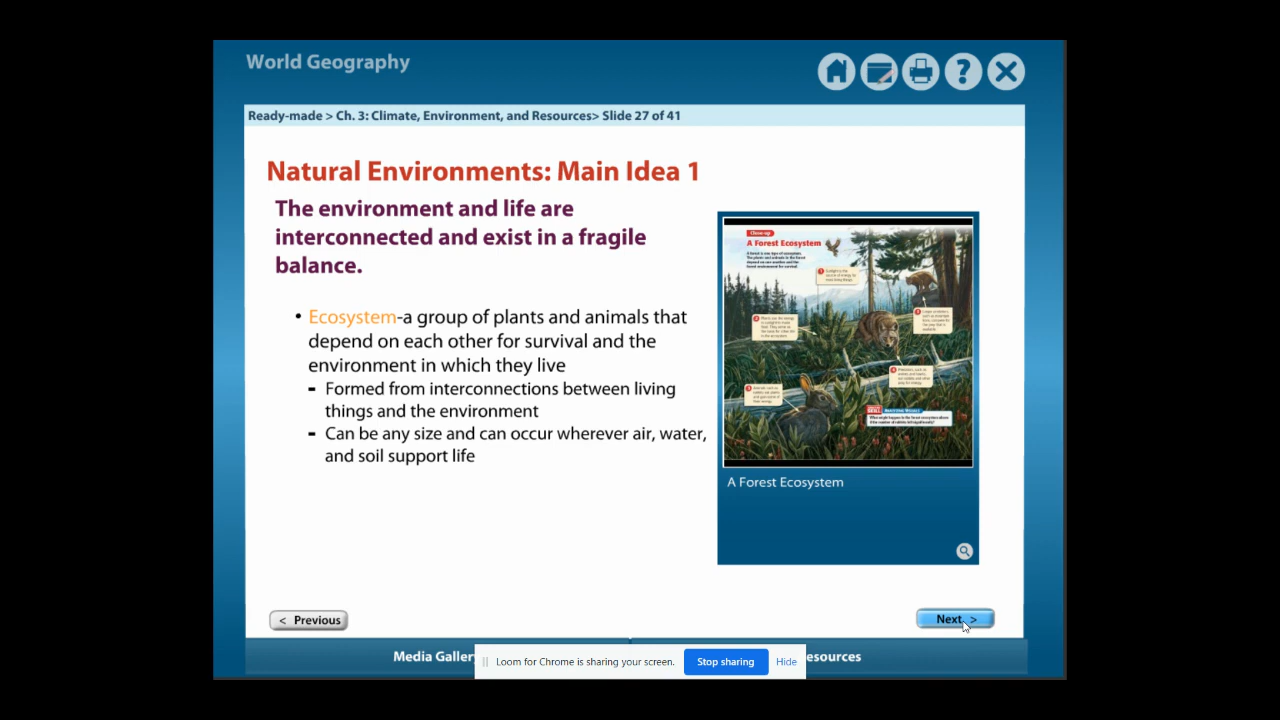 World Geography
Ready-made > Ch. 3: Climate, Environment, and Resources> Slide 27 of 41
Natural Environments: Main Idea 1
The environment and life are
interconnected and exist in a fragile
balance.
• Ecosystem-a group of plants and animals that
depend on each other for survival and the
environment in which they live
- Formed from interconnections between living
things and the environment
- Can be any size and can occur wherever air, water,
and soil support life
A Forest Ecosystem
A Forest Ecosystem
< Previous
Next >
Media Galler
esources
Loom for Chrome is sharing your screen.
Stop sharing
Hide